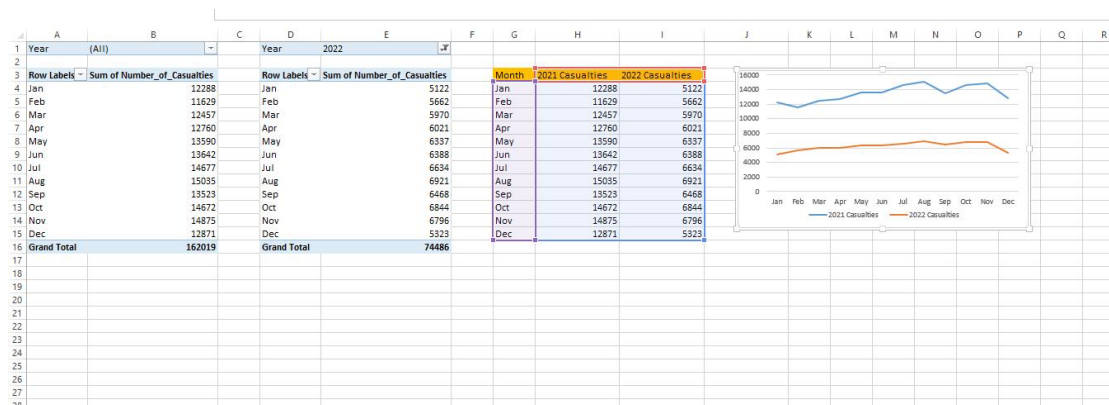 A B C D E F G H I J K L M N O P Q R
1 Year (All) Year 2022
2
3 Row Labels Sum of Number_of_Casualties Row Labels Sum of Number_of_Casualties Month 2021 Casualties 2022 Casualties
4 Jan 12288 Jan 5122 Jan 12288 5122
5 Feb 11629 Feb 5662 Feb 11629 5662
6 Mar 12457 Mar 5970 Mar 12457 5970
7 Apr 12760 Apr 6021 Apr 12760 6021
8 May 13590 May 6337 May 13590 6337
9 Jun 13642 Jun 6388 Jun 13642 6388
10 Jul 14677 Jul 6634 Jul 14677 6634
11 Aug 15035 Aug 6921 Aug 15035 6921
12 Sep 13523 Sep 6468 Sep 13523 6468
13 Oct 14672 Oct 6844 Oct 14672 6844
14 Nov 14875 Nov 6796 Nov 14875 6796
15 Dec 12871 Dec 5323 Dec 12871 5323
16 Grand Total 162019 Grand Total 74486
17
18
19
20
21
22
23
24
25
26
27
16000
14000
12000
10000
8000
6000
4000
2000
0
Jan Feb Mar Apr May Jun Jul Aug Sep Oct Nov Dec
2021 Casualties 2022 Casualties